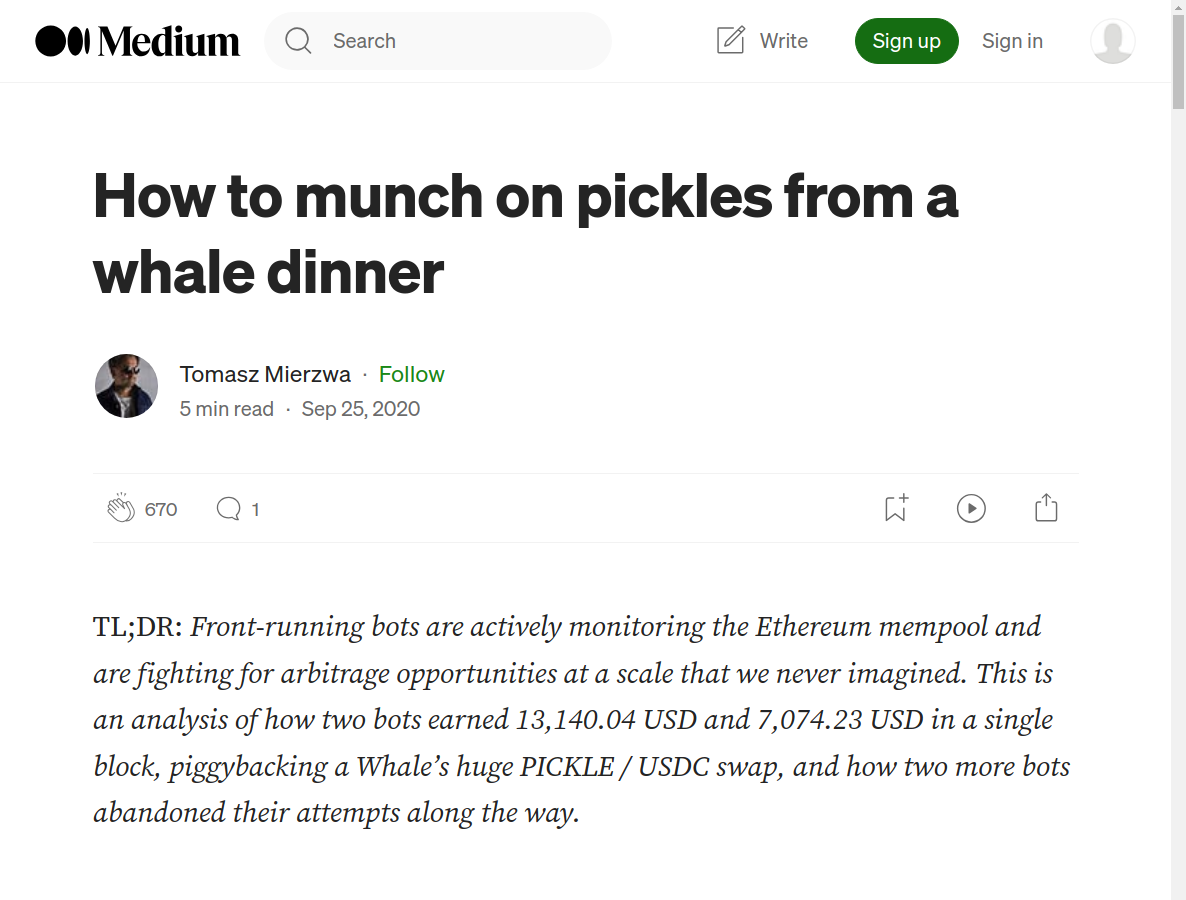 Medium
Search
Write
Sign up
Sign in
How to munch on pickles from a
whale dinner
Tomasz Mierzwa · Follow
5 min read · Sep 25, 2020
670
1
TL;DR: Front-running bots are actively monitoring the Ethereum mempool and
are fighting for arbitrage opportunities at a scale that we never imagined. This is
an analysis of how two bots earned 13,140.04 USD and 7,074.23 USD in a single
block, piggybacking a Whale’s huge PICKLE / USDC swap, and how two more bots
abandoned their attempts along the way.